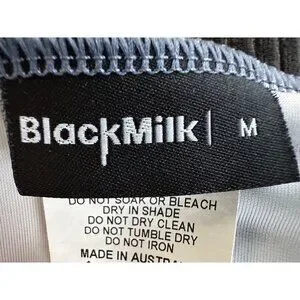 BlackMilk M
DO NOT SOAK OR BLEACH
DRY IN SHADE
DO NOT DRY CLEAN
DO NOT TUMBLE DRY
DO NOT IRON
MADE IN